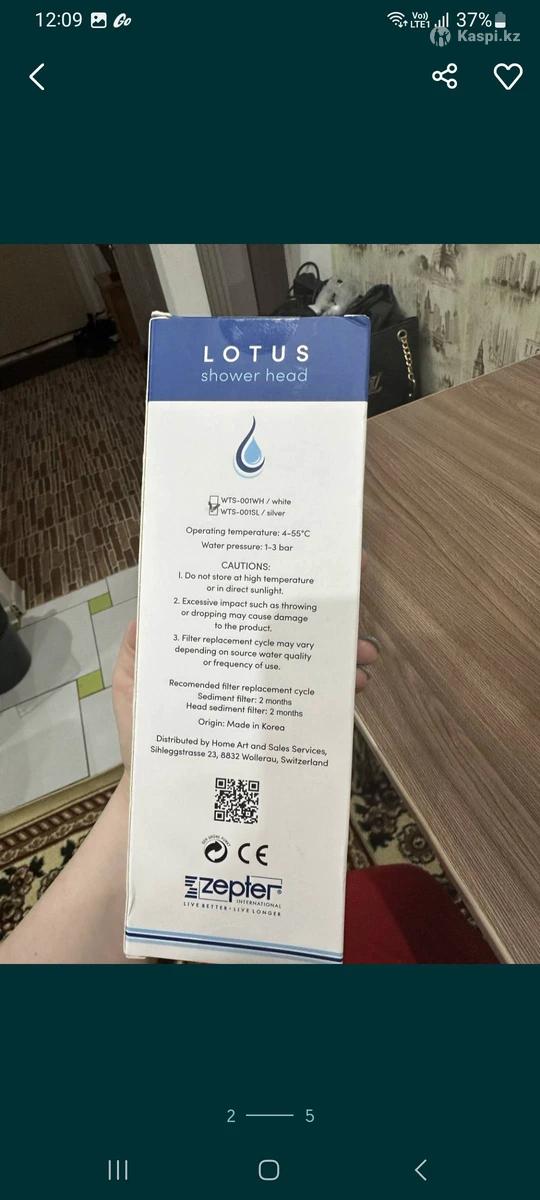 12:09
Vo))
LTE1
37%
Kaspi.kz
LOTUS
shower head
WTS-001WH / white
WTS-001SL / silver
Operating temperature: 4-55°C
Water pressure: 1-3 bar
CAUTIONS:
1. Do not store at high temperature
or in direct sunlight.
2. Excessive impact such as throwing
or dropping may cause damage
to the product.
3. Filter replacement cycle may vary
depending on source water quality
or frequency of use.
Recomended filter replacement cycle
Sediment filter: 2 months
Head sediment filter: 2 months
Origin: Made in Korea
Distributed by Home Art and Sales Services,
Sihleggstrasse 23, 8832 Wollerau, Switzerland
CE
zepter
INTERNATIONAL
LIVE BETTER • LIVE LONGER
2
5